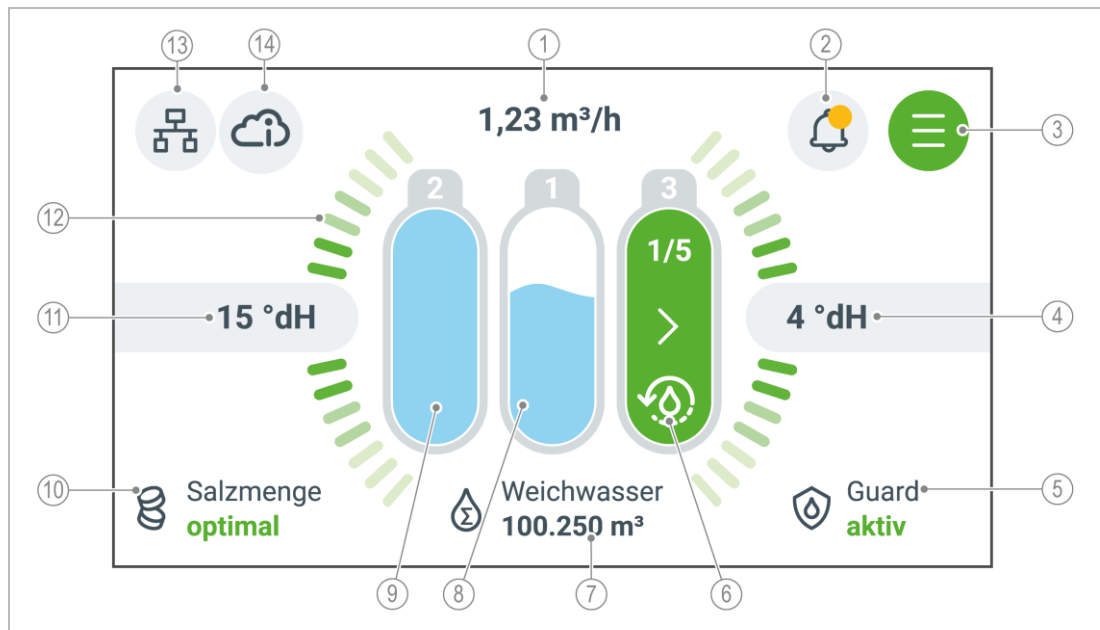 13
14
1
2
1,23 m³/h
3
2
1
3
12
1/5
11
15 °dH
4 °dH
4
10
Salzmenge
optimal
Σ
Weichwasser
100.250 m³
Guard
aktiv
5
9
8
7
6